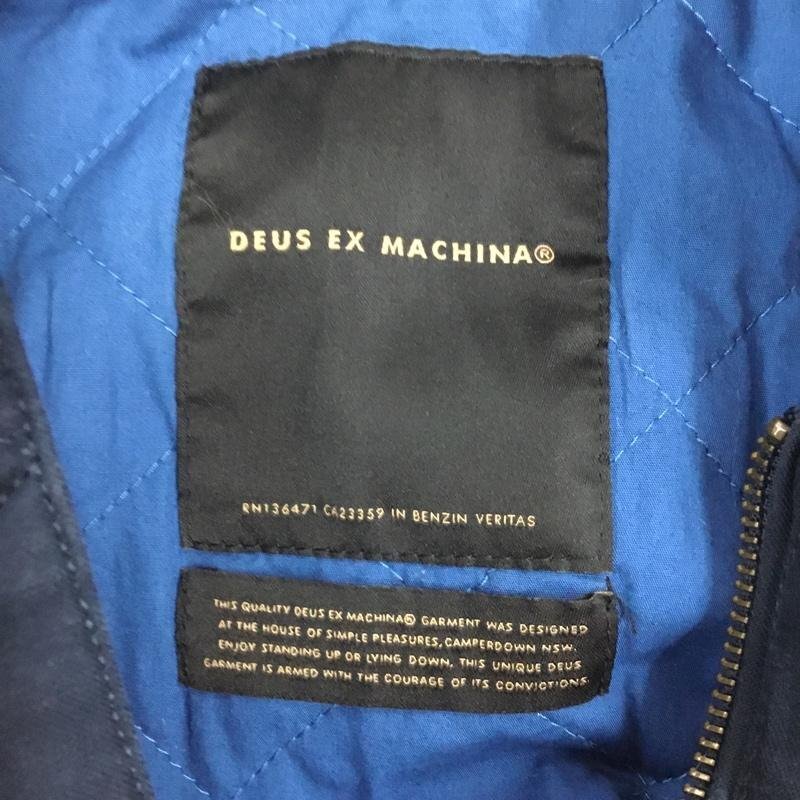 DEUS EX MACHINA®
RN136471 CA23359 IN BENZIN VERITAS
THIS QUALITY DEUS EX MACHINA® GARMENT WAS DESIGNED
AT THE HOUSE OF SIMPLE PLEASURES, CAMPERDOWN NSW.
ENJOY STANDING UP OR LYING DOWN, THIS UNIQUE DEUS
GARMENT IS ARMED WITH THE COURAGE OF ITS CONVICTIONS.